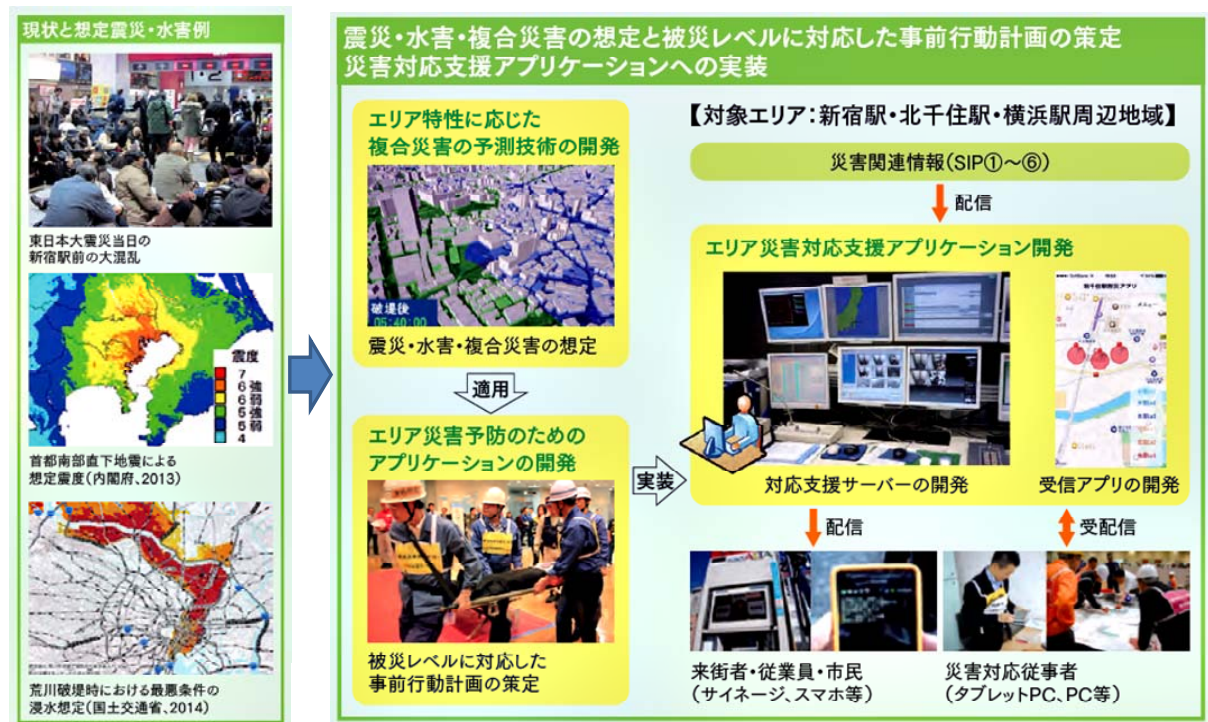 現状と想定震災・水害例
東日本大震災当日の
新宿駅前の大混乱
震度
7
6 強
6 弱
5 強
5 弱
4
首都南部直下地震による
想定震度(内閣府、2013)
荒川破堤時における最悪条件の
浸水想定(国土交通省、2014)
震災・水害・複合災害の想定と被災レベルに対応した事前行動計画の策定
災害対応支援アプリケーションへの実装
エリア特性に応じた
複合災害の予測技術の開発
破堤後
05:40:00
震災・水害・複合災害の想定
適用
エリア災害予防のための
アプリケーションの開発
被災レベルに対応した
事前行動計画の策定
実装
【対象エリア:新宿駅・北千住駅・横浜駅周辺地域】
災害関連情報(SIP①~⑥)
配信
エリア災害対応支援アプリケーション開発
北千住駅防災アプリ
メニュー
対応支援サーバーの開発
受信アプリの開発
配信
受配信
来街者・従業員・市民
(サイネージ、スマホ等)
災害対応従事者
(タブレットPC、PC等)